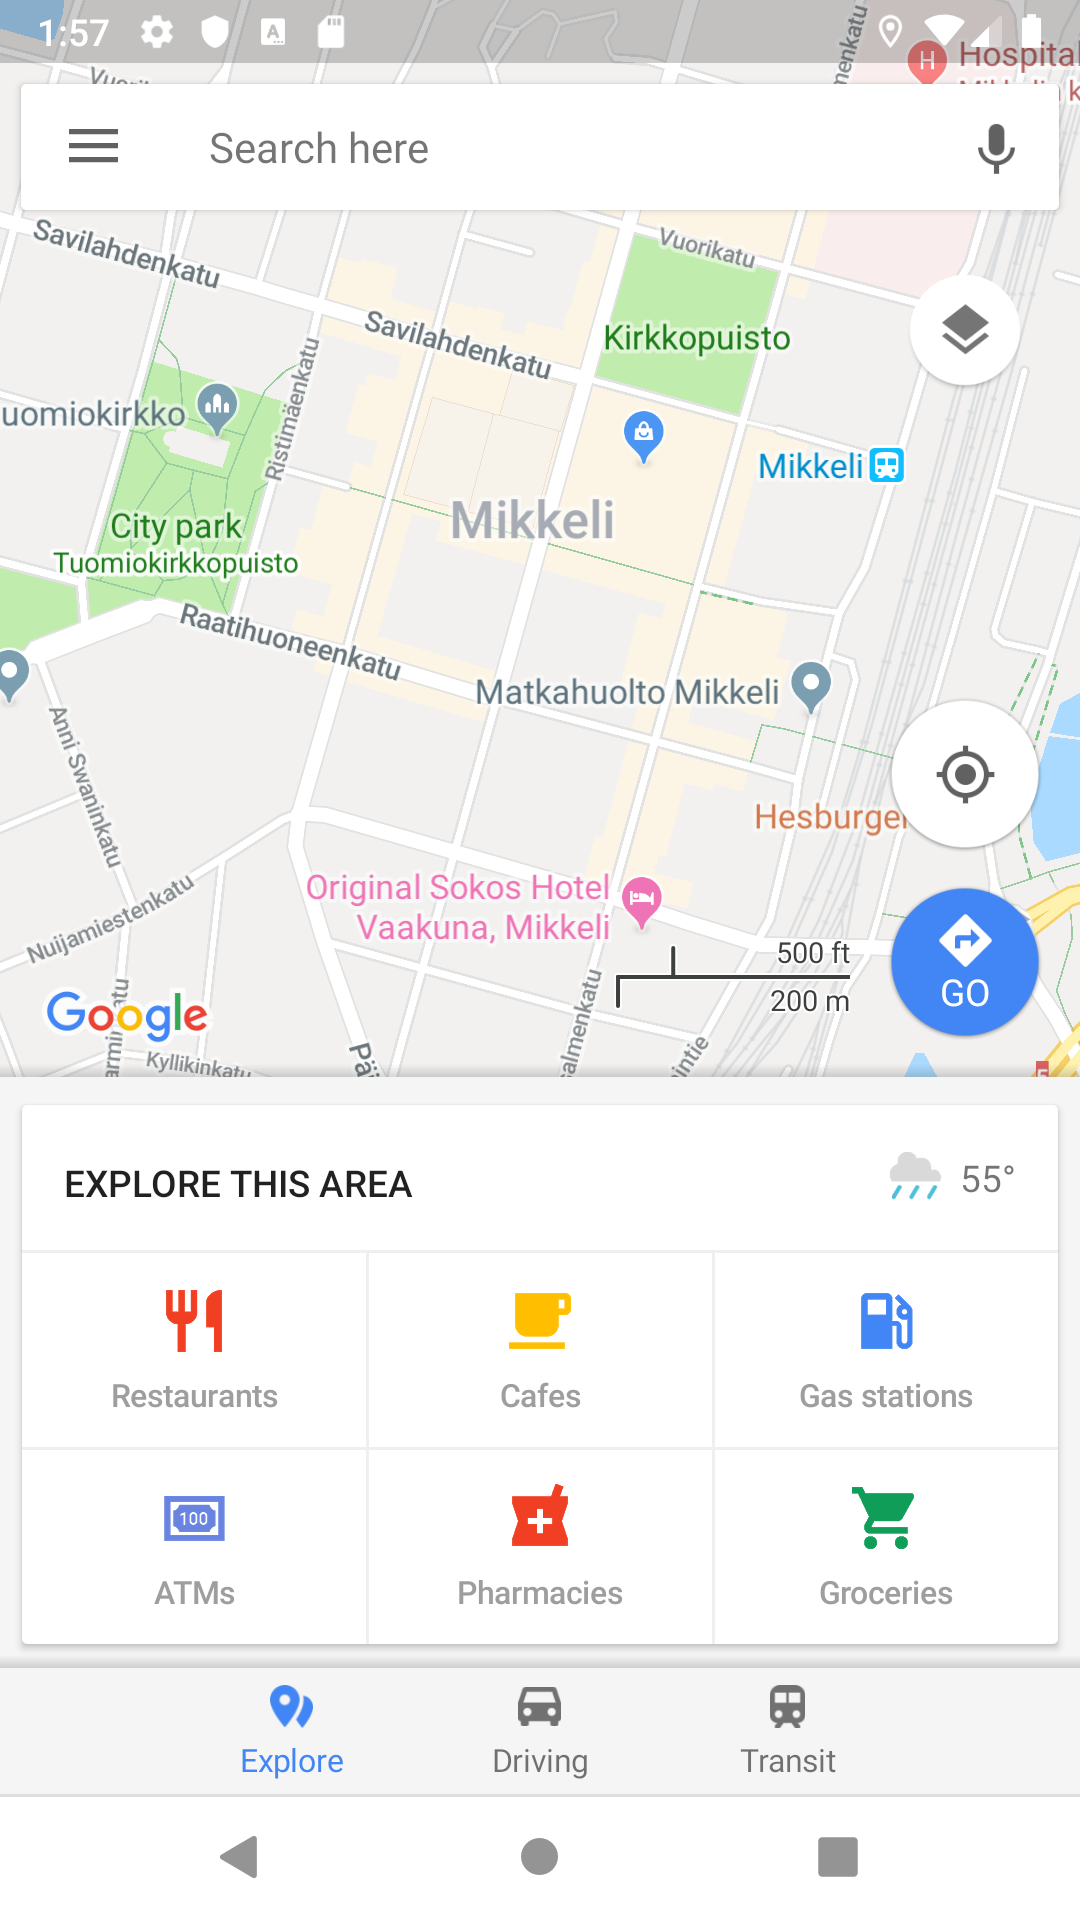 1:57
Hospital
Vuorikatu
Search here
Savilahdenkatu
Vuorikatu
Savilahdenkatu
Kirkkopuisto
Ristimäenkatu
uomiokirkko
Mikkeli
Mikkeli
City park
Tuomiokirkkopuisto
Raatihuoneenkatu
Matkahuolto Mikkeli
Anni Swaninkatu
Hesburger
Original Sokos Hotel
Vaakuna, Mikkeli
Nuijamiestenkatu
500 ft
200 m
GO
Google
Kyllikinkatu
EXPLORE THIS AREA
55°
Restaurants
Cafes
Gas stations
100
ATMs
Pharmacies
Groceries
Explore
Driving
Transit